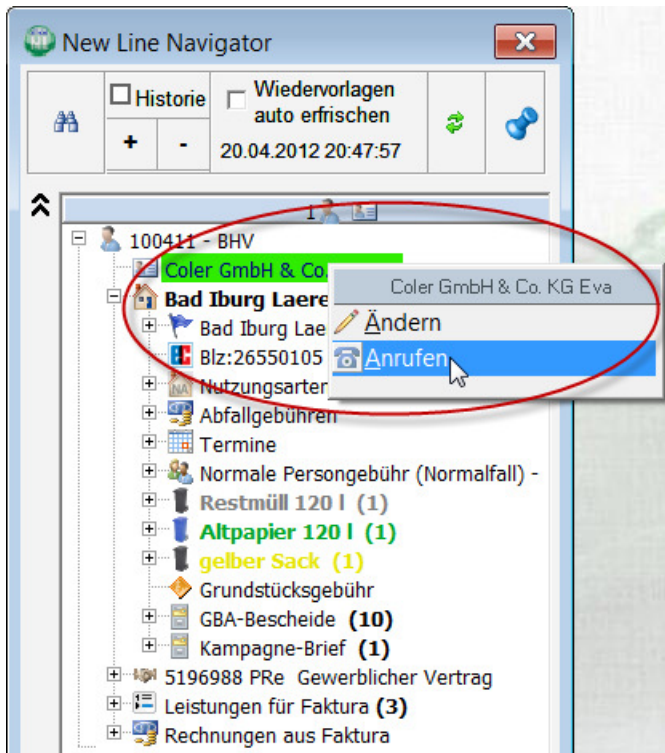 New Line Navigator
Historie
Wiedervorlagen
auto erfrischen
+ -
20.04.2012 20:47:57
1
100411 - BHV
Coler GmbH & Co.
Coler GmbH & Co. KG Eva
Ändern
Anrufen
Bad Iburg Laere
Bad Iburg Lae
Blz:26550105
NA Nutzungsarten
Abfallgebühren
Termine
Normale Persongebühr (Normalfall) -
Restmüll 120 l (1)
Altpapier 120 l (1)
gelber Sack (1)
Grundstücksgebühr
GBA-Bescheide (10)
Kampagne-Brief (1)
5196988 PRe Gewerblicher Vertrag
Leistungen für Faktura (3)
Rechnungen aus Faktura